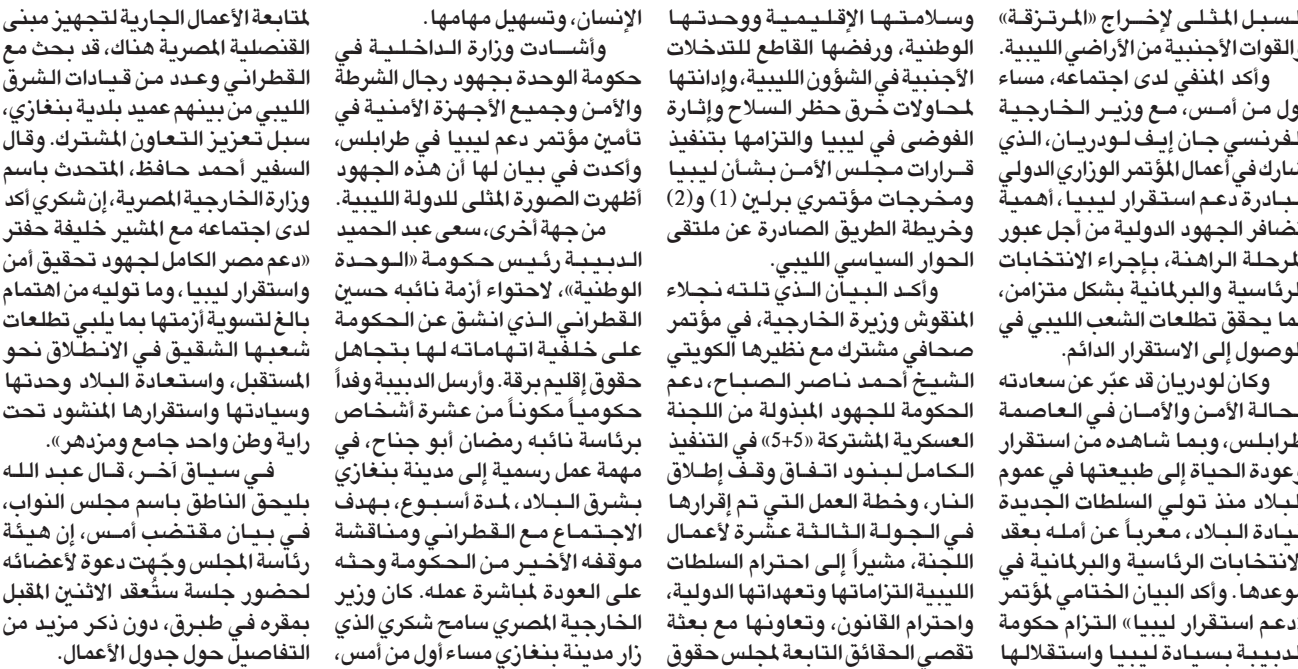 لسبل المثلى لإخراج «المرتزقة»
والقوات الأجنبية من الأراضي الليبية.
وأكد المنفي لدى اجتماعه، مساء
ول من أمس، مع وزير الخارجية
لفرنسي جان إيف لودريان، الذي
شارك في أعمال المؤتمر الوزاري الدولي
لمبادرة دعم استقرار ليبيا، أهمية
تضافر الجهود الدولية من أجل عبور
لمرحلة الراهنة، بإجراء الانتخابات
لرئاسية والبرلمانية بشكل متزامن،
بما يحقق تطلعات الشعب الليبي في
لوصول إلى الاستقرار الدائم.
وكان لودريان قد عبّر عن سعادته
بحالة الأمن والأمان في العاصمة
طرابلس، وبما شاهده من استقرار
وعودة الحياة إلى طبيعتها في عموم
لبلاد منذ تولي السلطات الجديدة
قيادة البلاد، معرباً عن أمله بعقد
لانتخابات الرئاسية والبرلمانية في
موعدها. وأكد البيان الختامي لمؤتمر
«دعم استقرار ليبيا» التزام حكومة
لدبيبة بسيادة ليبيا واستقلالها
وسلامتها الإقليمية ووحدتها
الوطنية، ورفضها القاطع للتدخلات
الأجنبية في الشؤون الليبية، وإدانتها
لمحاولات خرق حظر السلاح وإثارة
الفوضى في ليبيا والتزامها بتنفيذ
قرارات مجلس الأمن بشأن ليبيا
ومخرجات مؤتمري برلين (1) و(2)
وخريطة الطريق الصادرة عن ملتقى
الحوار السياسي الليبي.
وأكد البيان الذي تلته نجلاء
المنقوش وزيرة الخارجية، في مؤتمر
صحافي مشترك مع نظيرها الكويتي
الشيخ أحمد ناصر الصباح، دعم
الحكومة للجهود المبذولة من اللجنة
العسكرية المشتركة «5+5» في التنفيذ
الكامل لبنود اتفاق وقف إطلاق
النار، وخطة العمل التي تم إقرارها
في الجولة الثالثة عشرة لأعمال
اللجنة، مشيراً إلى احترام السلطات
الليبية التزاماتها وتعهداتها الدولية،
واحترام القانون، وتعاونها مع بعثة
تقصي الحقائق التابعة لمجلس حقوق
الإنسان، وتسهيل مهامها.
وأشادت وزارة الداخلية في
حكومة الوحدة بجهود رجال الشرطة
والأمن وجميع الأجهزة الأمنية في
تأمين مؤتمر دعم ليبيا في طرابلس،
وأكدت في بيان لها أن هذه الجهود
أظهرت الصورة المثلى للدولة الليبية.
من جهة أخرى، سعى عبد الحميد
الدبيبة رئيس حكومة «الوحدة
الوطنية»، لاحتواء أزمة نائبه حسين
القطراني الذي انشق عن الحكومة
على خلفية اتهاماته لها بتجاهل
حقوق إقليم برقة. وأرسل الدبيبة وفداً
حكومياً مكوناً من عشرة أشخاص
برئاسة نائبه رمضان أبو جناح، في
مهمة عمل رسمية إلى مدينة بنغازي
بشرق البلاد، لمدة أسبوع، بهدف
الاجتماع مع القطراني ومناقشة
موقفه الأخير من الحكومة وحثه
على العودة لمباشرة عمله. كان وزير
الخارجية المصري سامح شكري الذي
زار مدينة بنغازي مساء أول من أمس،
لمتابعة الأعمال الجارية لتجهيز مبنى
القنصلية المصرية هناك، قد بحث مع
القطراني وعدد من قيادات الشرق
الليبي من بينهم عميد بلدية بنغازي،
سبل تعزيز التعاون المشترك. وقال
السفير أحمد حافظ، المتحدث باسم
وزارة الخارجية المصرية، إن شكري أكد
لدى اجتماعه مع المشير خليفة حفتر
«دعم مصر الكامل لجهود تحقيق أمن
واستقرار ليبيا، وما توليه من اهتمام
بالغ لتسوية أزمتها بما يلبي تطلعات
شعبها الشقيق في الانطلاق نحو
المستقبل، واستعادة البلاد وحدتها
وسيادتها واستقرارها المنشود تحت
راية وطن واحد جامع ومزدهر».
في سياق آخر، قال عبد الله
بليحق الناطق باسم مجلس النواب،
في بيان مقتضب أمس، إن هيئة
رئاسة المجلس وجّهت دعوة لأعضائه
لحضور جلسة ستُعقد الاثنين المقبل
بمقره في طبرق، دون ذكر مزيد من
التفاصيل حول جدول الأعمال.